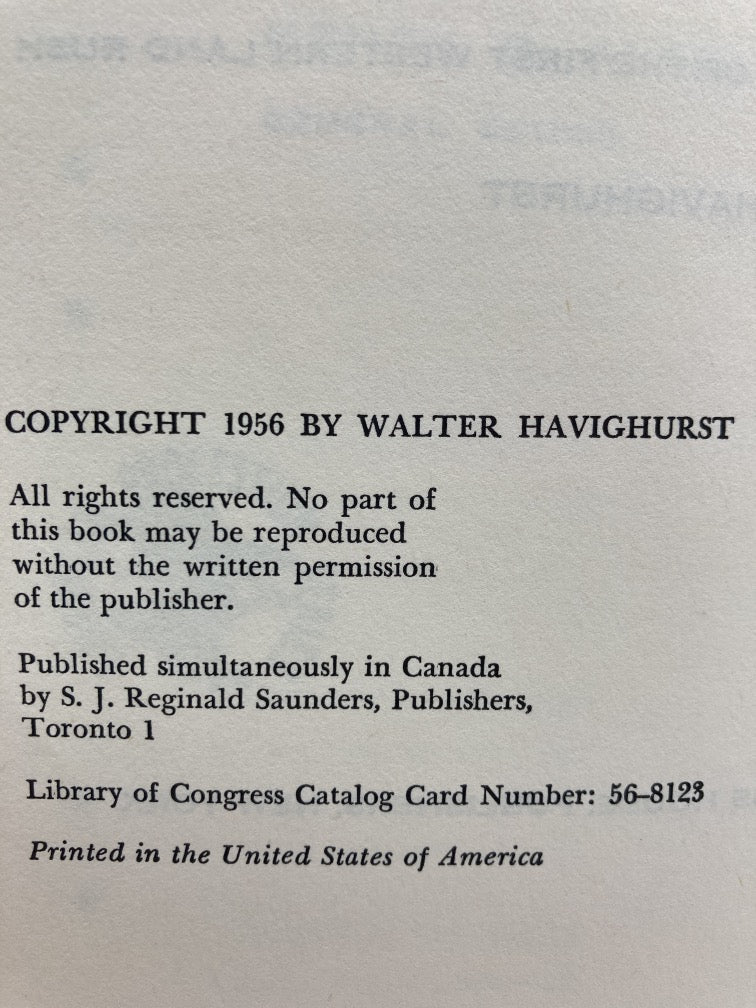 COPYRIGHT 1956 BY WALTER HAVIGHURST
All rights reserved. No part of
this book may be reproduced
without the written permission
of the publisher.
Published simultaneously in Canada
by S. J. Reginald Saunders, Publishers,
Toronto 1
Library of Congress Catalog Card Number: 56–8123
Printed in the United States of America